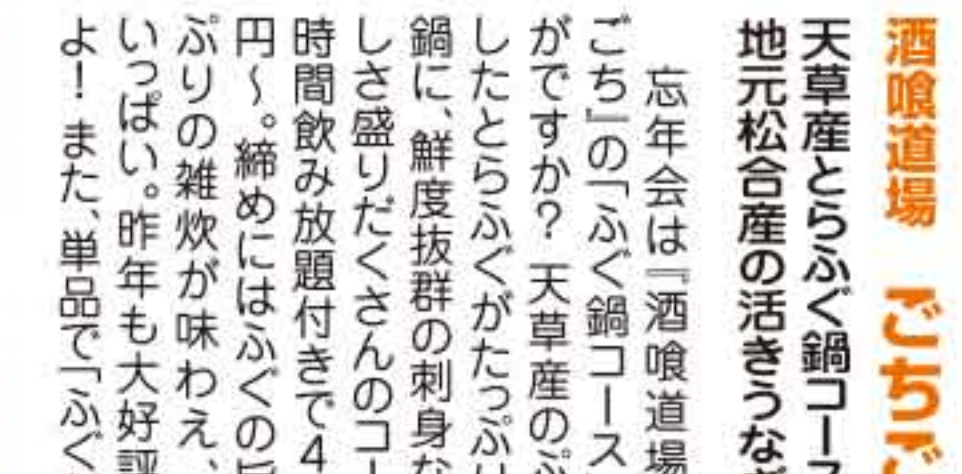 酒喰道場 ごちご
天草産とらふぐ鍋コース
地元松合産の活きうな
忘年会は『酒喰道場
ごち』の「ふぐ鍋コース
がですか？ 天草産のぷ
したとらふぐがたっぷり
鍋に、鮮度抜群の刺身な
しさ盛りだくさんのコー
時間飲み放題付きで4
円〜。締めにはふぐの旨
ぷりの雑炊が味わえ、
いっぱい。昨年も大好評
よ！ また、単品で「ふぐ